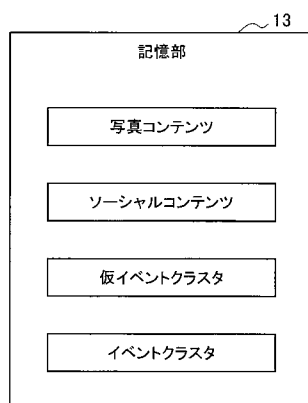 13
記憶部
写真コンテンツ
ソーシャルコンテンツ
仮イベントクラスタ
イベントクラスタ